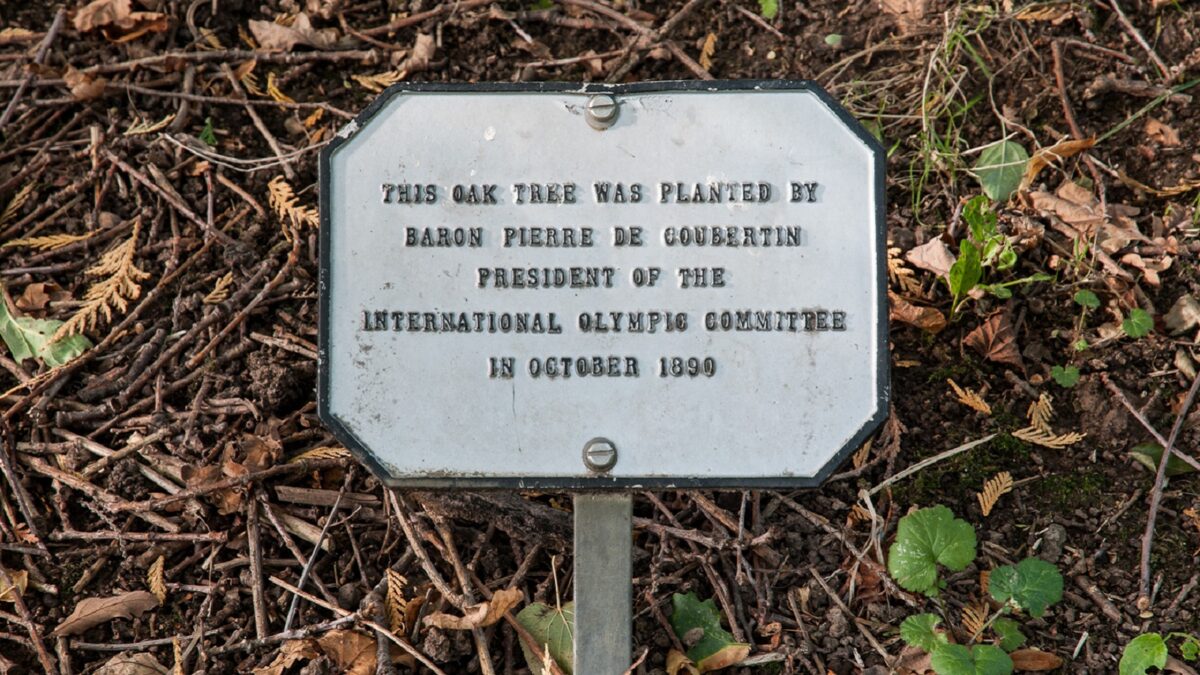 THIS OAK TREE WAS PLANTED BY
BARON PIERRE DE COUBERTIN
PRESIDENT OF THE
INTERNATIONAL OLYMPIC COMMITTEE
IN OCTOBER 1890